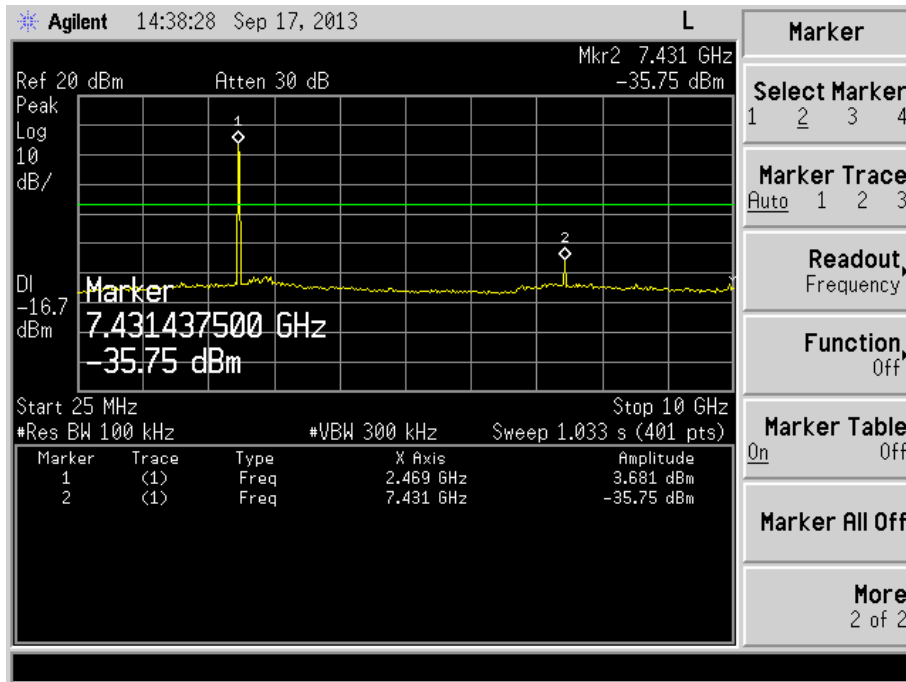 Agilent 14:38:28 Sep 17, 2013 L
Mkr2 7.431 GHz
Ref 20 dBm Atten 30 dB -35.75 dBm
Peak
Log
10
dB/
1
2
DI
-16.7
dBm
Marker
7.431437500 GHz
-35.75 dBm
Start 25 MHz Stop 10 GHz
#Res BW 100 kHz #VBW 300 kHz Sweep 1.033 s (401 pts)
Marker Trace Type X Axis Amplitude
1 (1) Freq 2.469 GHz 3.681 dBm
2 (1) Freq 7.431 GHz -35.75 dBm
Marker
Select Marker
1 2 3 4
Marker Trace
Auto 1 2 3
Readout
Frequency
Function
Off
Marker Table
On Off
Marker All Off
More
2 of 2